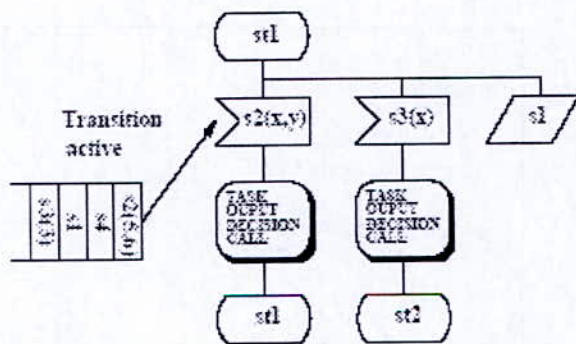 st1
s2(x,y)
s3(x)
s1
Transition
active
s3(3)
s1
s4
s2(5,6)
TASK
OUPUT
DECISION
CALL
TASK
OUPUT
DECISION
CALL
st1
st2